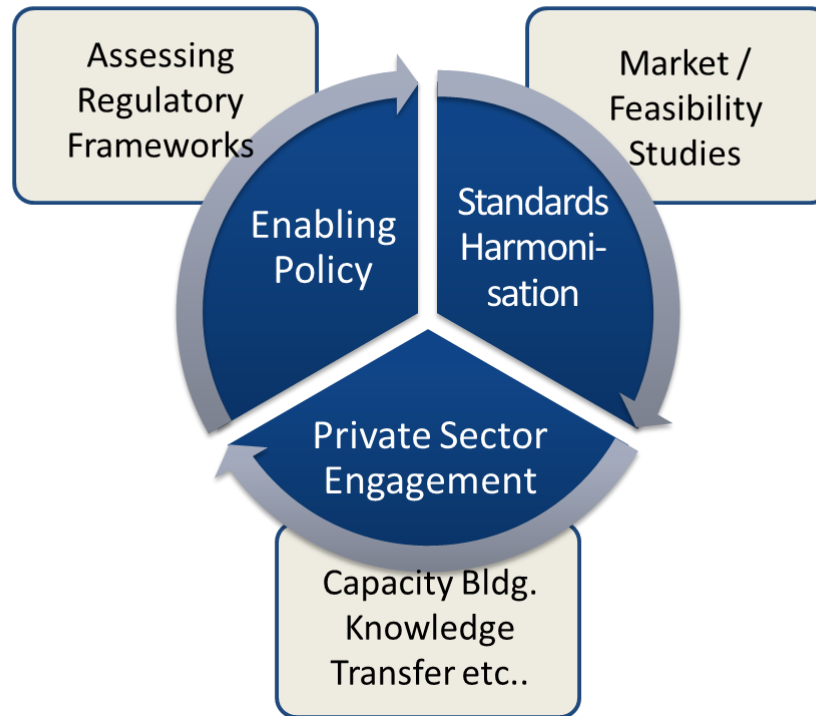 Assessing
Regulatory
Frameworks
Market /
Feasibility
Studies
Enabling
Policy
Standards
Harmoni-
sation
Private Sector
Engagement
Capacity Bldg.
Knowledge
Transfer etc..